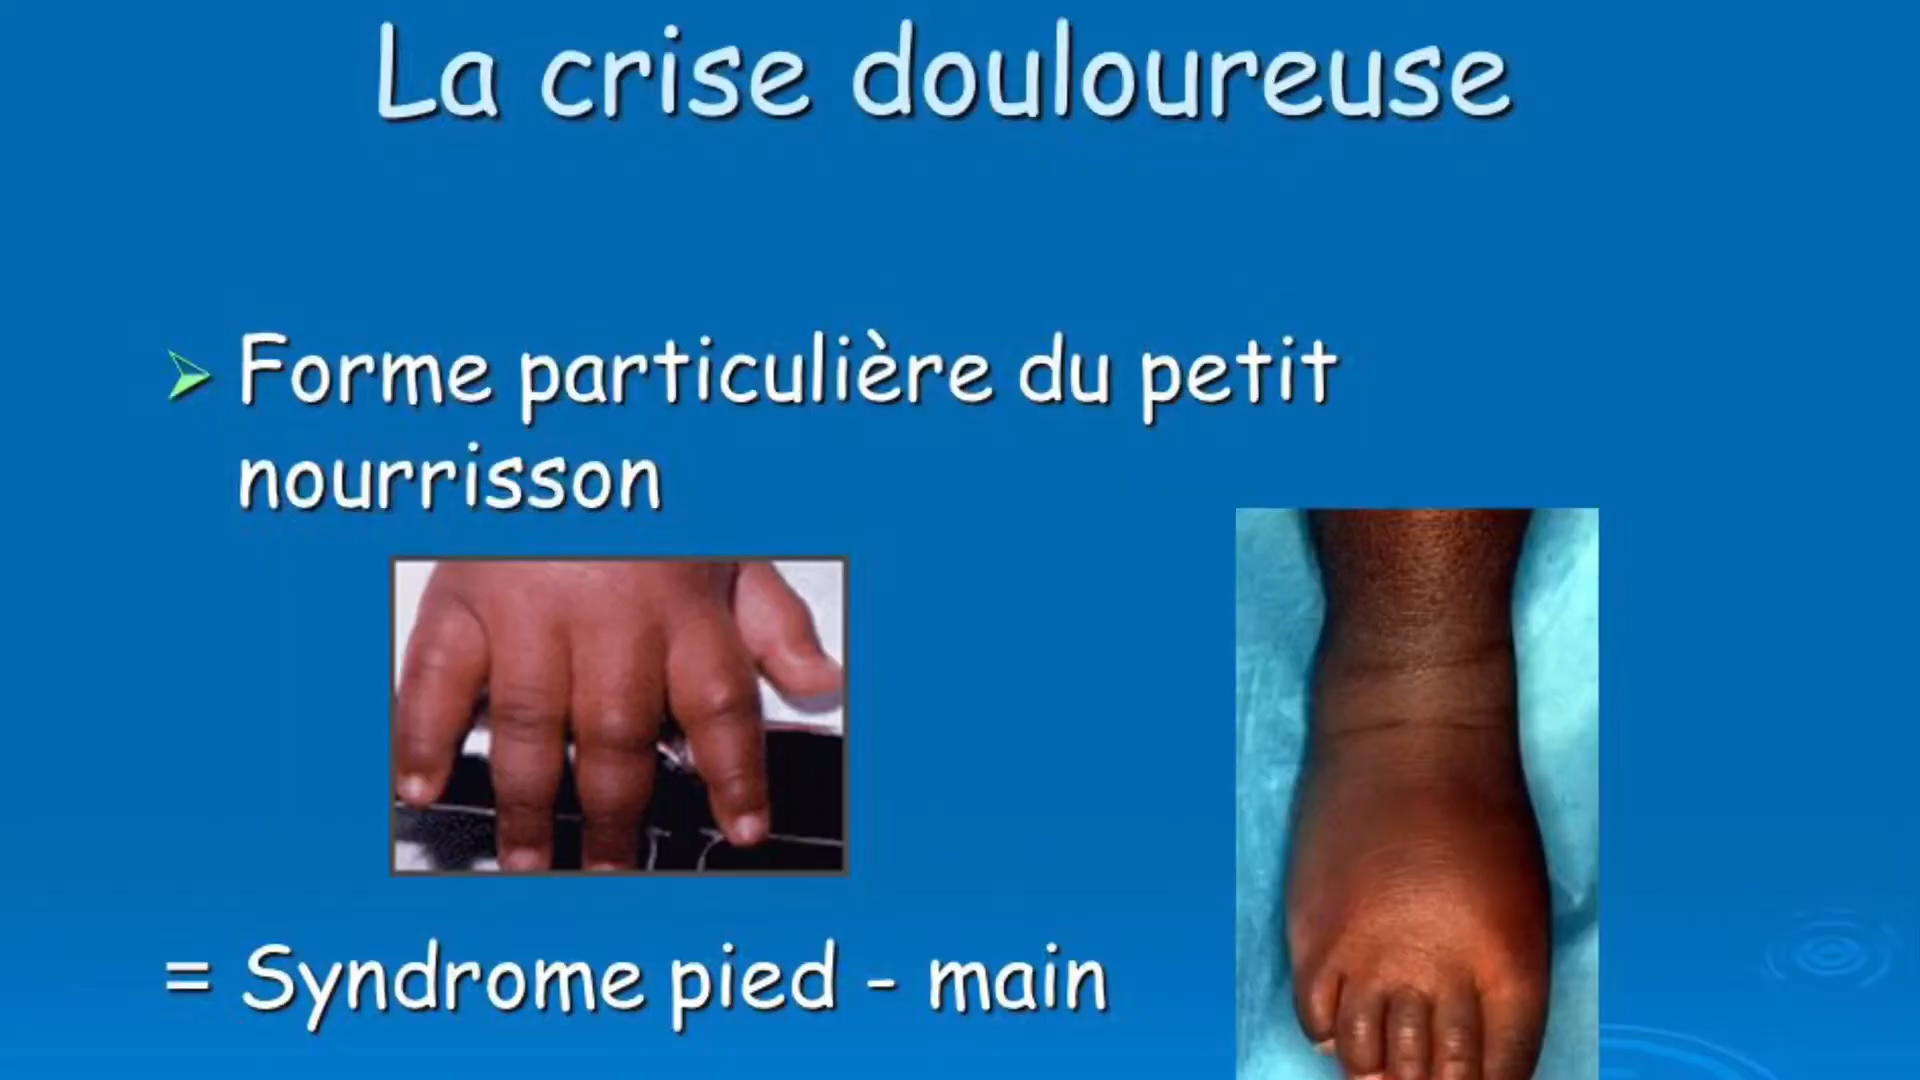 La crise douloureuse
Forme particulière du petit
nourrisson
= Syndrome pied - main